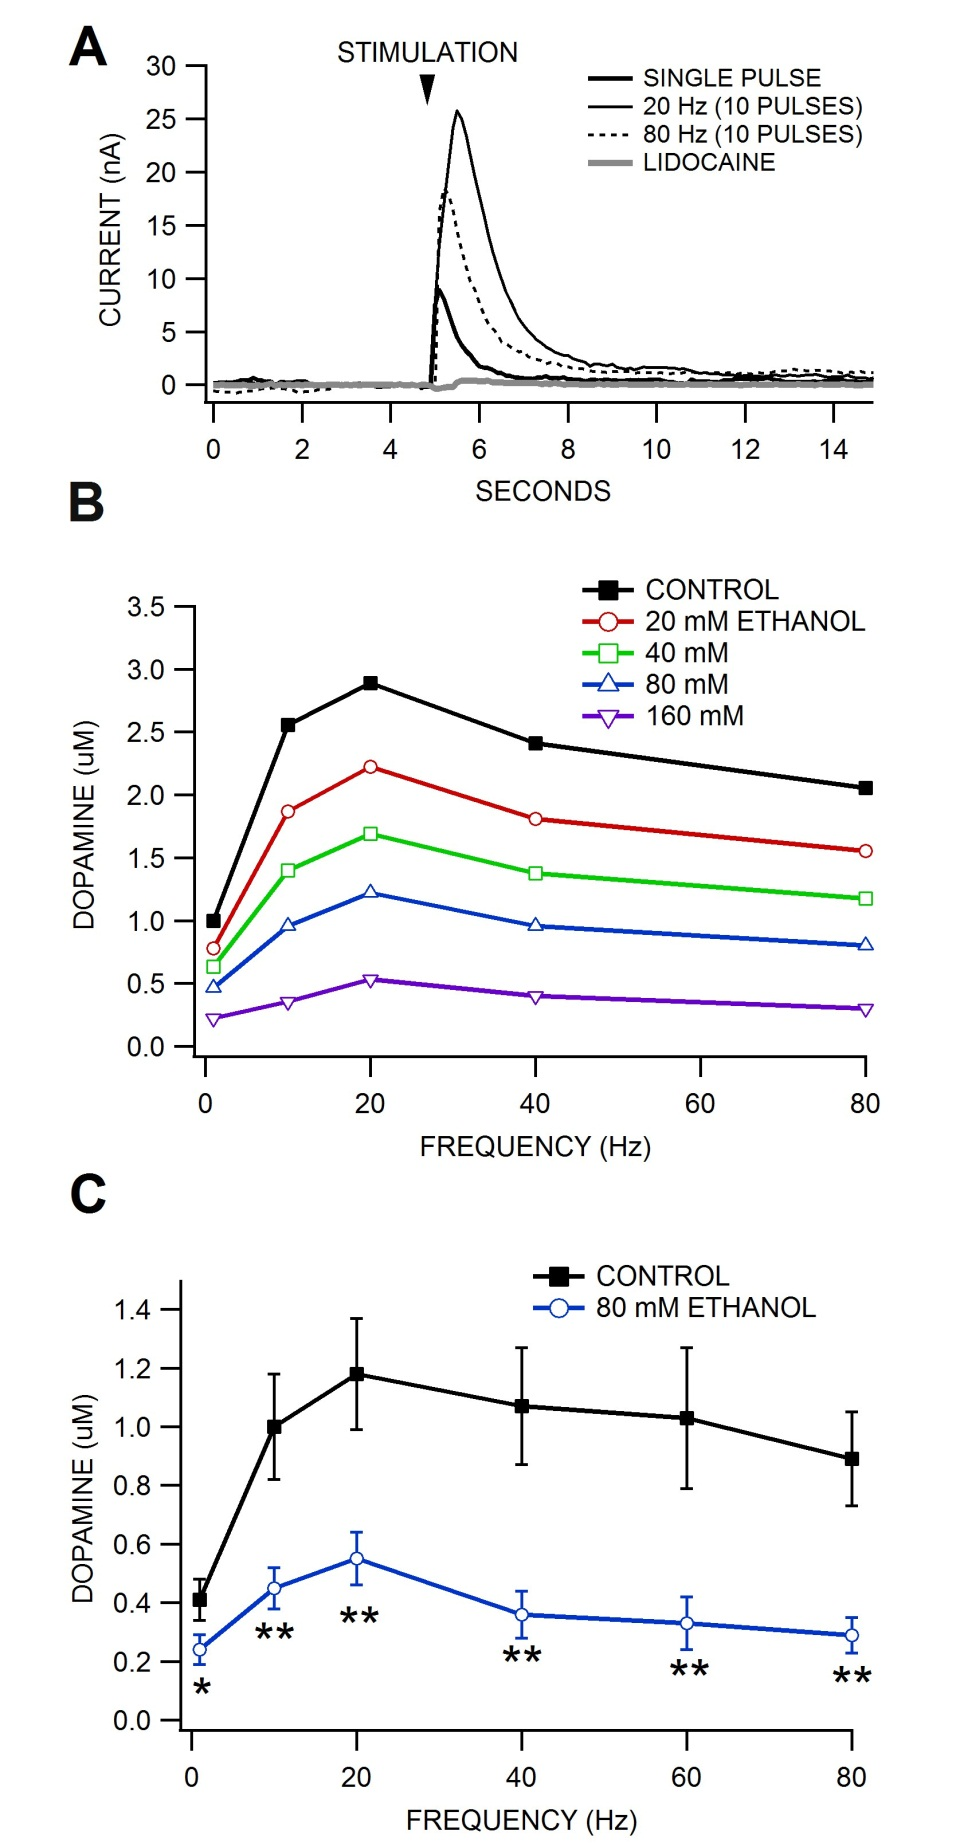 A
STIMULATION
SINGLE PULSE
20 Hz (10 PULSES)
80 Hz (10 PULSES)
LIDOCAINE
CURRENT (nA)
30
25
20
15
10
5
0
0 2 4 6 8 10 12 14
SECONDS
B
CONTROL
20 mM ETHANOL
40 mM
80 mM
160 mM
DOPAMINE (uM)
3.5
3.0
2.5
2.0
1.5
1.0
0.5
0.0
0 20 40 60 80
FREQUENCY (Hz)
C
CONTROL
80 mM ETHANOL
DOPAMINE (uM)
1.4
1.2
1.0
0.8
0.6
0.4
0.2
0.0
* ** ** ** ** **
0 20 40 60 80
FREQUENCY (Hz)